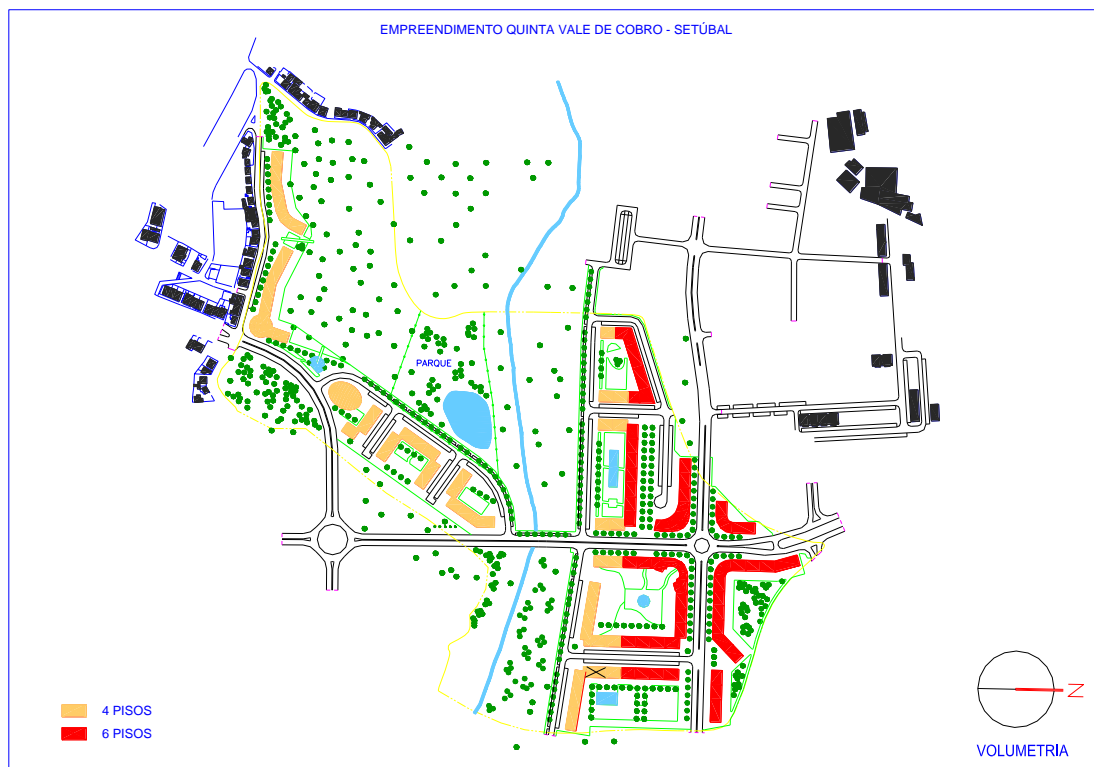 EMPREENDIMENTO QUINTA VALE DE COBRO - SETÚBAL
PARQUE
4 PISOS
6 PISOS
N
VOLUMETRIA